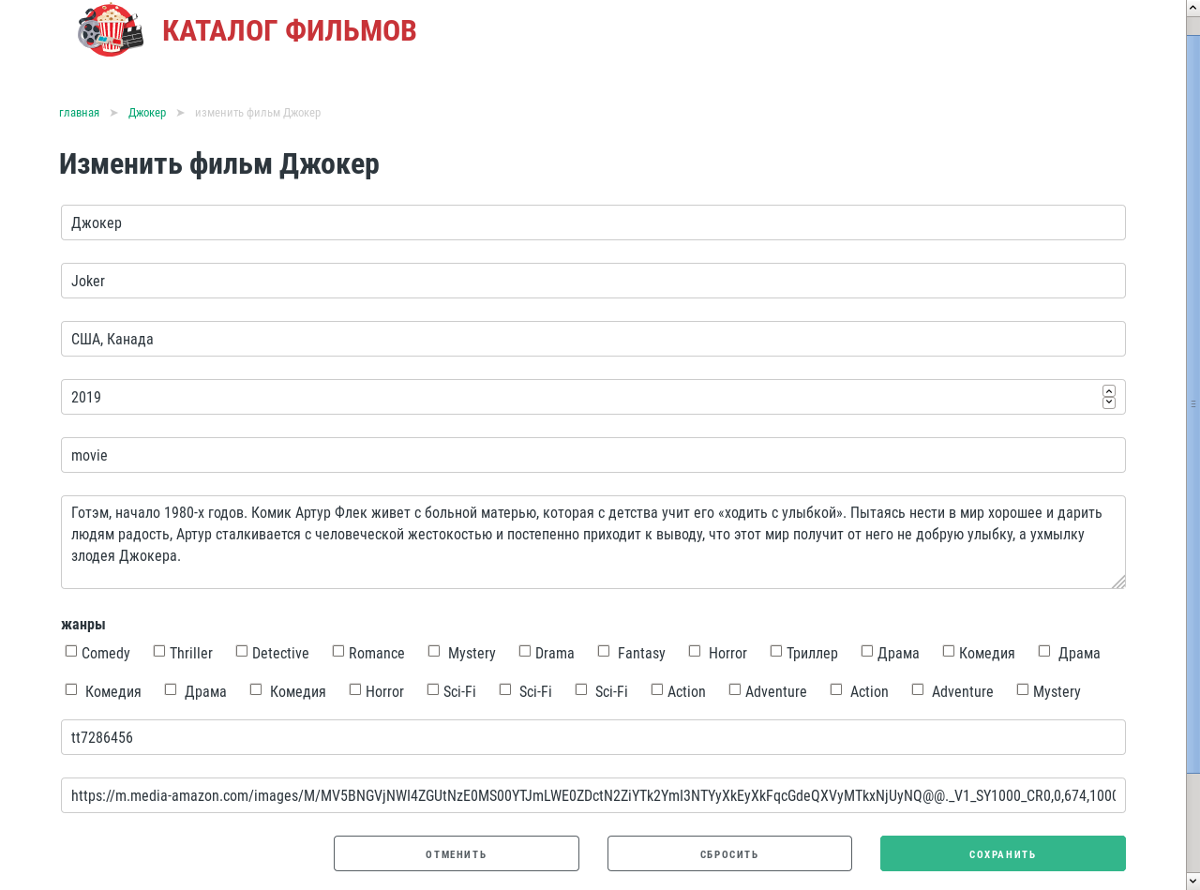 КАТАЛОГ ФИЛЬМОВ
главная ➤ Джокер ➤ изменить фильм Джокер
Изменить фильм Джокер
Джокер
Joker
США, Канада
2019
movie
Готэм, начало 1980-х годов. Комик Артур Флек живет с больной матерью, которая с детства учит его «ходить с улыбкой». Пытаясь нести в мир хорошее и дарить
людям радость, Артур сталкивается с человеческой жестокостью и постепенно приходит к выводу, что этот мир получит от него не добрую улыбку, а ухмылку
злодея Джокера.
жанры
Comedy Thriller Detective Romance Mystery Drama Fantasy Horror Триллер Драма Комедия Драма
Комедия Драма Комедия Horror Sci-Fi Sci-Fi Sci-Fi Action Adventure Action Adventure Mystery
tt7286456
https://m.media-amazon.com/images/M/MV5BNGVjNWI4ZGUtNzE0MS00YTJmLWE0ZDctN2ZiYTk2YmI3NTYyXkEyXkFqcGdeQXVyMTkxNjUyNQ@@._V1_SY1000_CR0,0,674,1000
ОТМЕНИТЬ СБРОСИТЬ СОХРАНИТЬ